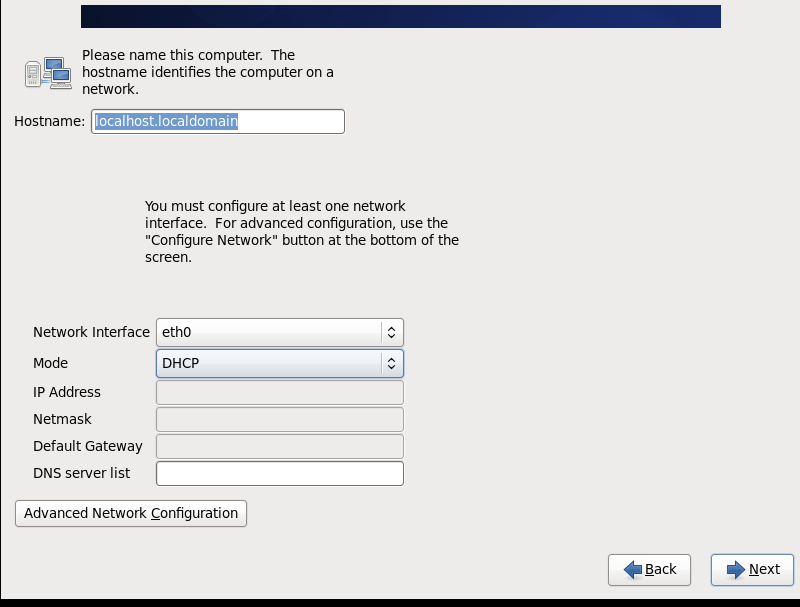 Please name this computer.  The
hostname identifies the computer on a
network.
Hostname: localhost.localdomain
You must configure at least one network
interface.  For advanced configuration, use the
"Configure Network" button at the bottom of the
screen.
Network Interface eth0
Mode DHCP
IP Address
Netmask
Default Gateway
DNS server list
Advanced Network Configuration
Back Next